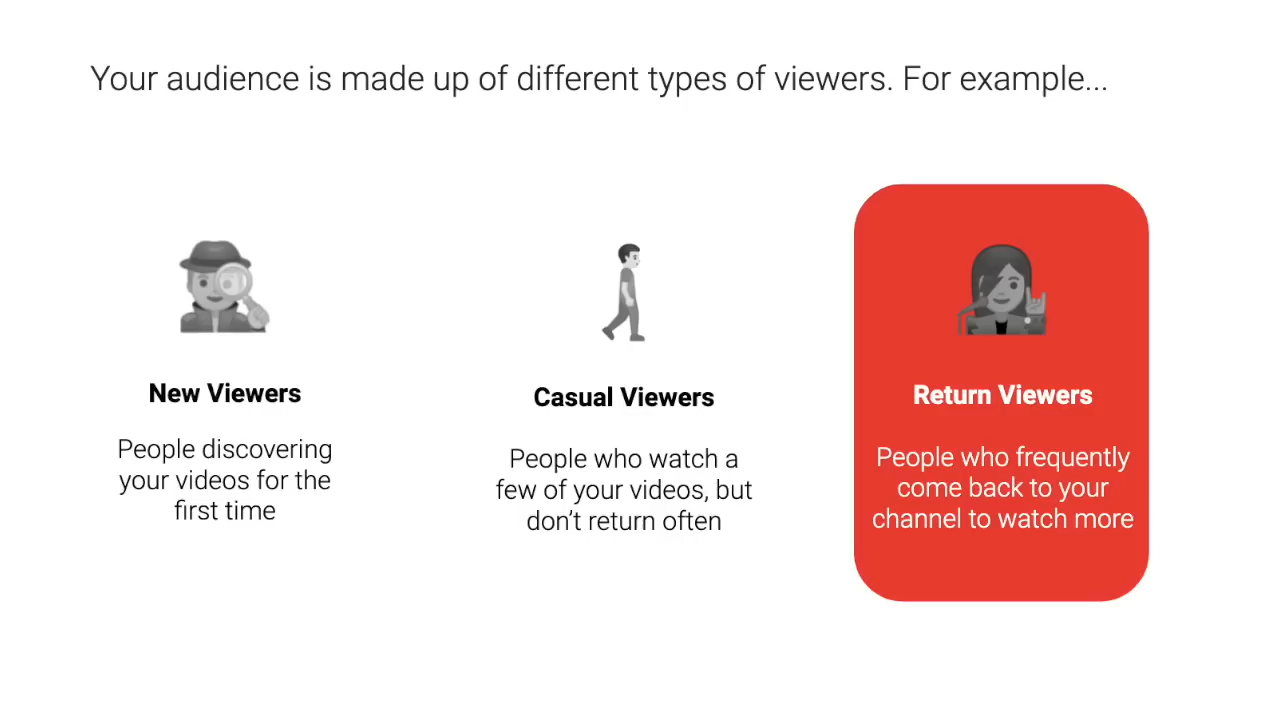 Your audience is made up of different types of viewers. For example...
New Viewers
People discovering
your videos for the
first time
Casual Viewers
People who watch a
few of your videos, but
don’t return often
Return Viewers
People who frequently
come back to your
channel to watch more